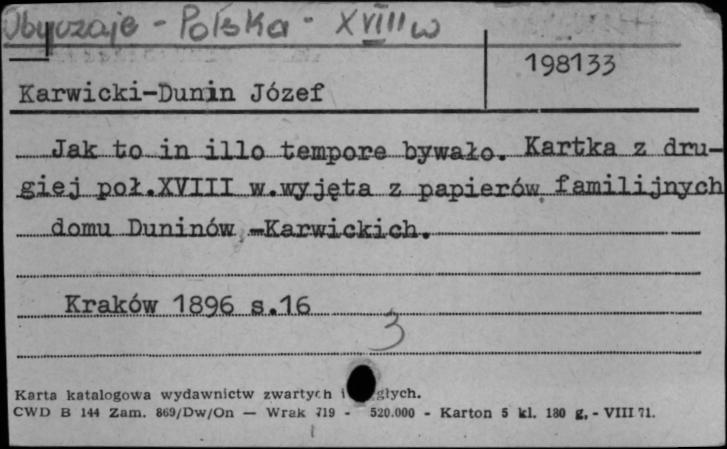 Obyczaje - Polska - XVIII w
198133
Karwicki-Dunin Józef
Jak to in illo tempore bywało. Kartka z dru-
giej poł.XVIII w.wyjęta z papierów familijnych
domu Duninów -Karwickich.
Kraków 1896 s.16
3
Karta katalogowa wydawnictw zwartych i głych.
CWD B 144 Zam. 869/Dw/On — Wrak 719 - 520.000 - Karton 5 kl. 180 g, - VIII 71.